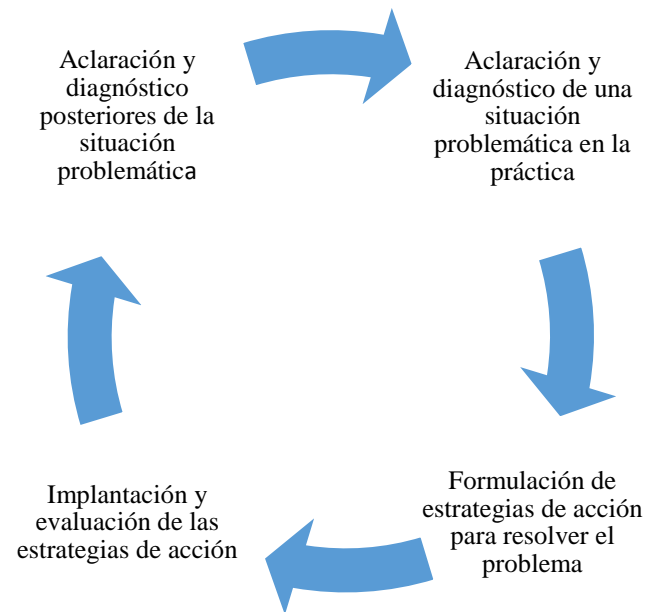 Aclaración y
diagnóstico
posteriores de la
situación
problemática
Aclaración y
diagnóstico de una
situación
problemática en la
práctica
Formulación de
estrategias de acción
para resolver el
problema
Implantación y
evaluación de las
estrategias de acción